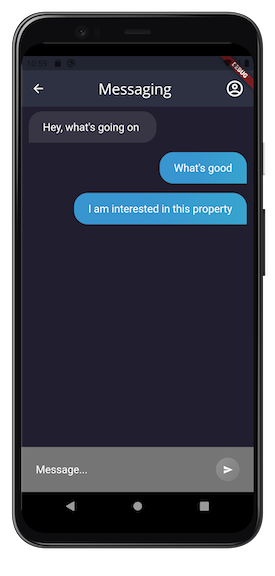 Messaging
DEBUG
Hey, what's going on
What's good
I am interested in this property
Message...